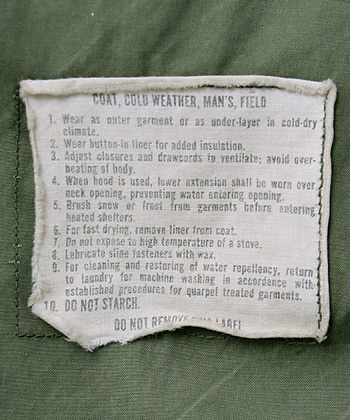 COAT, COLD WEATHER, MAN'S, FIELD
1. Wear as outer garment or as under-layer in cold-dry
climate.
2. Wear button-in liner for added insulation.
3. Adjust closures and drawcords to ventilate; avoid over-
heating of body.
4. When hood is used, lower extension shall be worn over
neck opening, preventing water entering opening.
5. Brush snow or frost from garments before entering
heated shelters.
6. For fast drying, remove liner from coat.
7. Do not expose to high temperature of a stove.
8. Lubricate slide fasteners with wax.
9. For cleaning and restoring of water repellency, return
to laundry for machine washing in accordance with
established procedures for quarpel treated garments.
10. DO NOT STARCH.
DO NOT REMOVE THIS LABEL